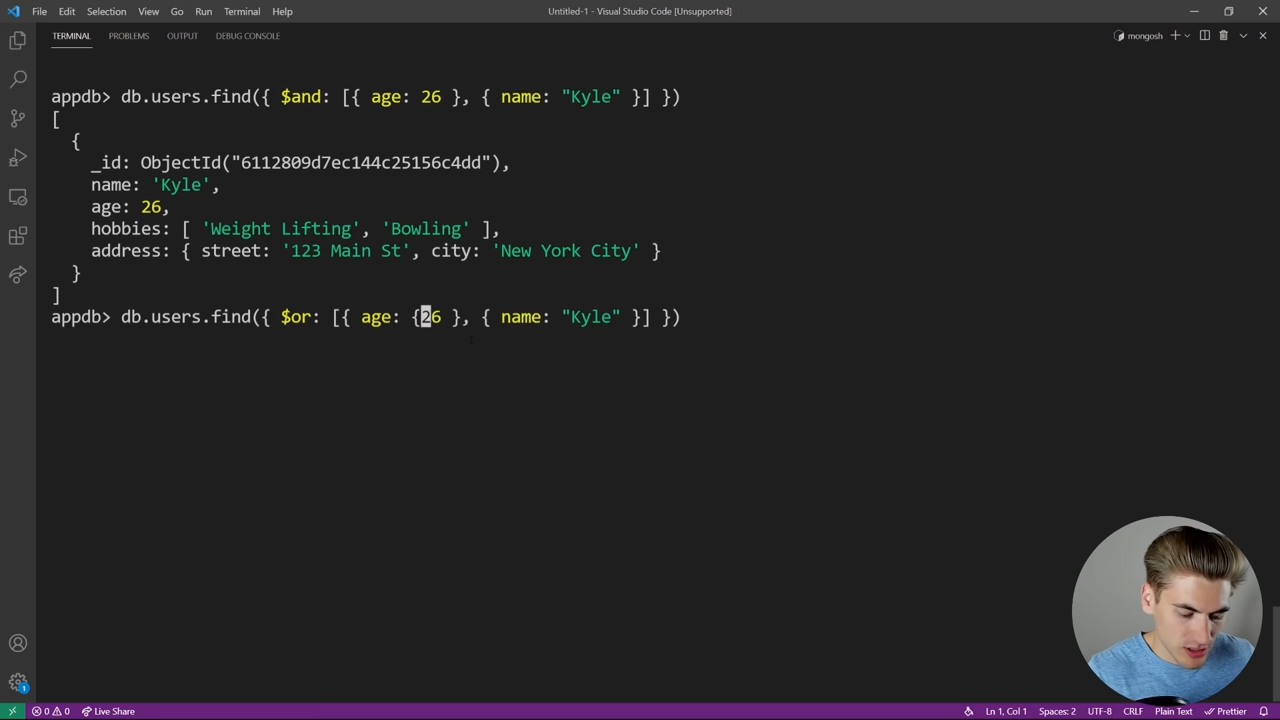 File Edit Selection View Go Run Terminal Help Untitled-1 - Visual Studio Code [Unsupported]
TERMINAL PROBLEMS OUTPUT DEBUG CONSOLE mongosh
appdb> db.users.find({ $and: [{ age: 26 }, { name: "Kyle" }] })
[
{
_id: ObjectId("6112809d7ec144c25156c4dd"),
name: 'Kyle',
age: 26,
hobbies: [ 'Weight Lifting', 'Bowling' ],
address: { street: '123 Main St', city: 'New York City' }
}
]
appdb> db.users.find({ $or: [{ age: {26 }, { name: "Kyle" }] })
1
0 0 Live Share Ln 1, Col 1 Spaces: 2 UTF-8 CRLF Plain Text Prettier